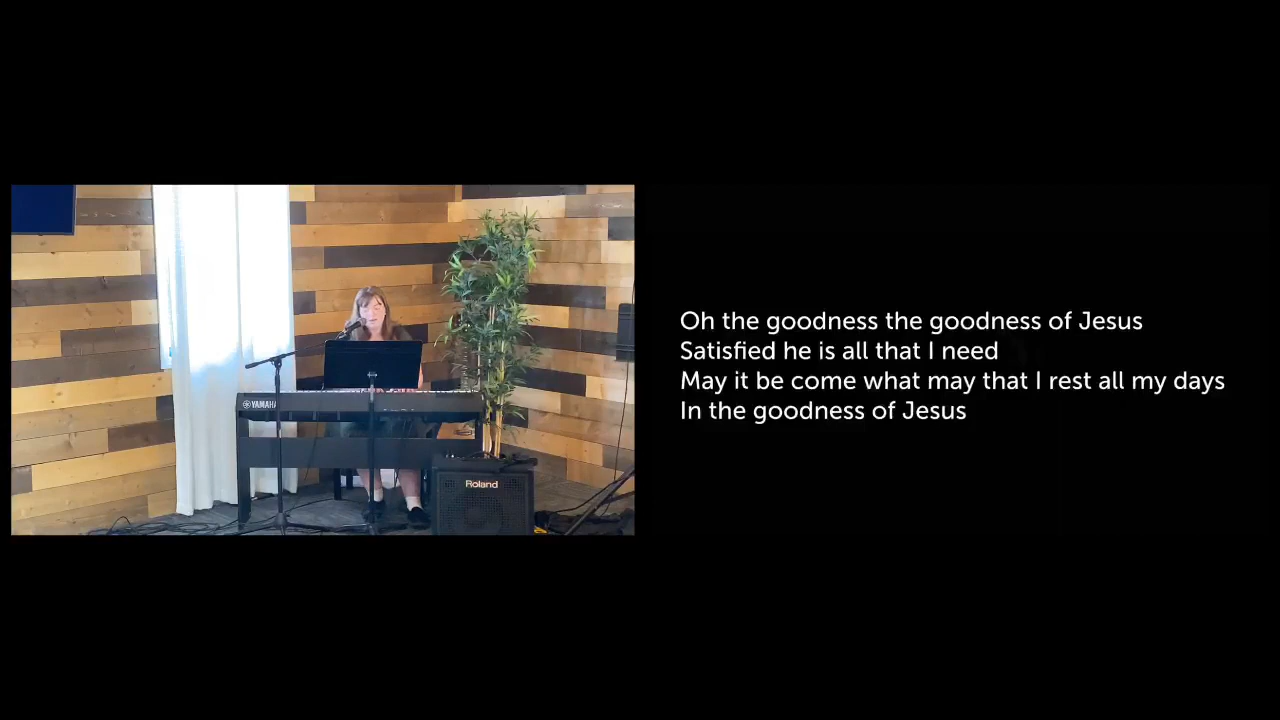 YAMAHA
Roland
Oh the goodness the goodness of Jesus
Satisfied he is all that I need
May it be come what may that I rest all my days
In the goodness of Jesus